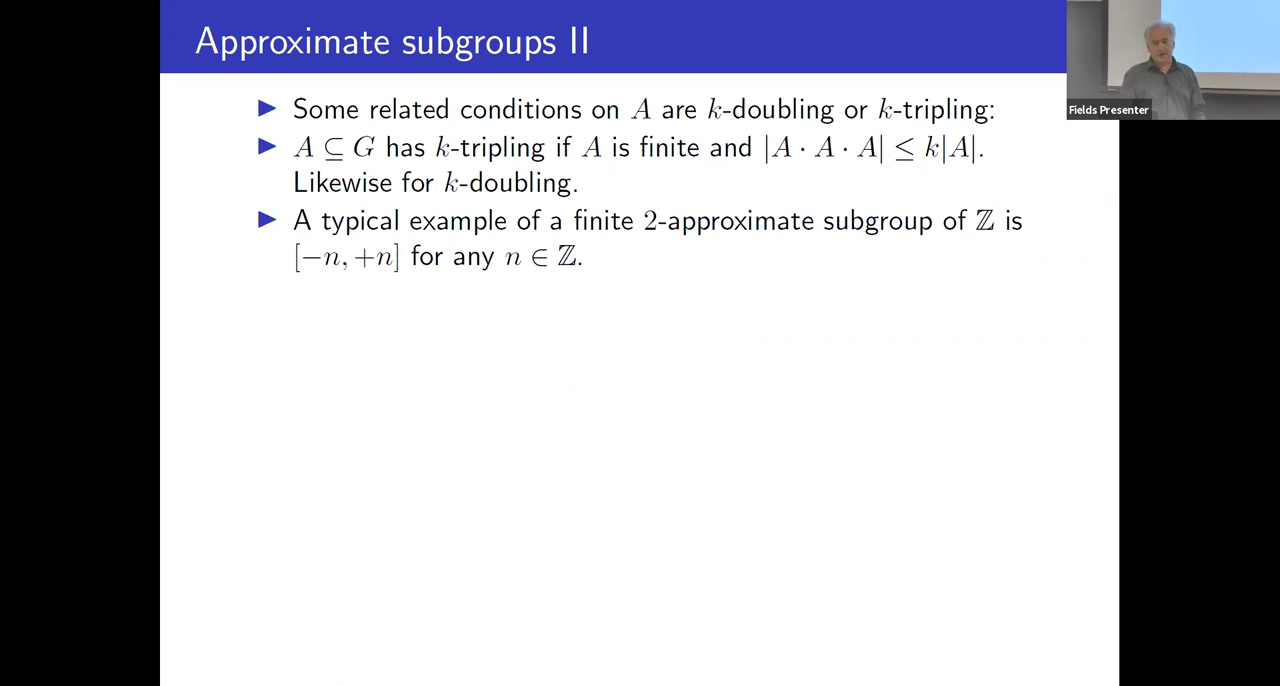 Approximate subgroups II
▶ Some related conditions on A are k-doubling or k-tripling:
▶ A ⊆ G has k-tripling if A is finite and |A · A · A| ≤ k|A|.
Likewise for k-doubling.
▶ A typical example of a finite 2-approximate subgroup of ℤ is
[−n, +n] for any n ∈ ℤ.
Fields Presenter